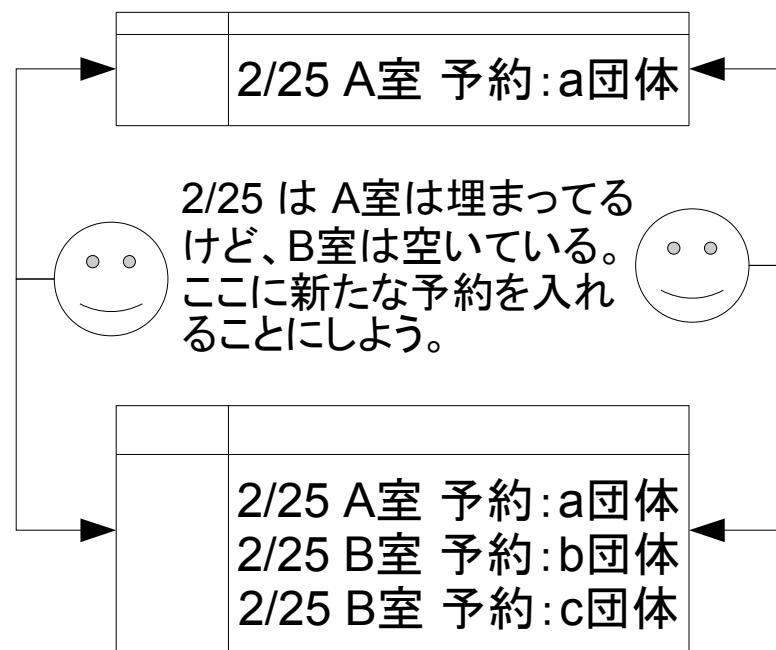 2/25 A室 予約：a団体
2/25 は A室は埋まってる
けど、B室は空いている。
ここに新たな予約を入れ
ることにしよう。
2/25 A室 予約：a団体
2/25 B室 予約：b団体
2/25 B室 予約：c団体